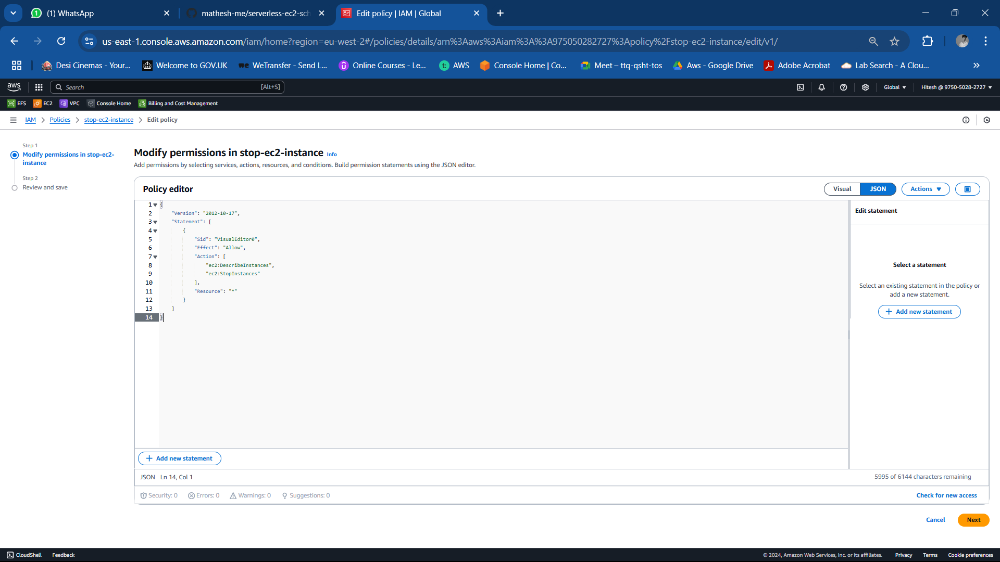 (1) WhatsApp
mathesh-me/serverless-ec2-sch
Edit policy | IAM | Global
us-east-1.console.aws.amazon.com/iam/home?region=eu-west-2#/policies/details/arn%3Aaws%3Aiam%3A%3A975050282727%3Apolicy%2Fstop-ec2-instance/edit/v1/
Desi Cinemas - Your...
Welcome to GOV.UK
we WeTransfer - Send L...
Online Courses - Le...
t: AWS
Console Home | Co...
Meet – ttq-qsht-tos
Aws - Google Drive
Adobe Acrobat
Lab Search - A Clou...
aws
Search
[Alt+S]
Global
Hitesh @ 9750-5028-2727
EFS
EC2
VPC
Console Home
Billing and Cost Management
IAM
Policies
stop-ec2-instance
Edit policy
Step 1
Modify permissions in stop-ec2-
instance
Step 2
Review and save
Modify permissions in stop-ec2-instance Info
Add permissions by selecting services, actions, resources, and conditions. Build permission statements using the JSON editor.
Policy editor
Visual
JSON
Actions
1 {
2 "Version": "2012-10-17",
3 "Statement": [
4 {
5 "Sid": "VisualEditor0",
6 "Effect": "Allow",
7 "Action": [
8 "ec2:DescribeInstances",
9 "ec2:StopInstances"
10 ],
11 "Resource": "*"
12 }
13 ]
14 }
Edit statement
Select a statement
Select an existing statement in the policy or
add a new statement.
+ Add new statement
+ Add new statement
JSON Ln 14, Col 1
5995 of 6144 characters remaining
Security: 0
Errors: 0
Warnings: 0
Suggestions: 0
Check for new access
Cancel
Next
CloudShell
Feedback
© 2024, Amazon Web Services, Inc. or its affiliates.
Privacy
Terms
Cookie preferences